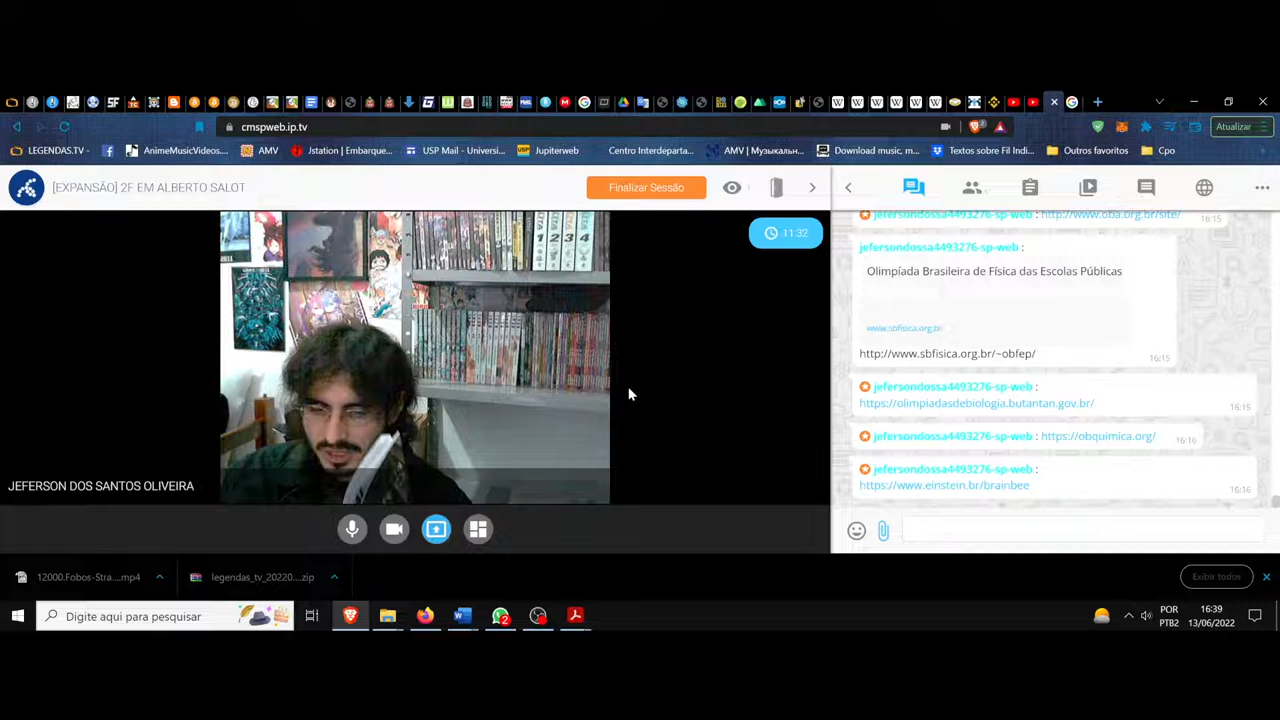 cmspweb.ip.tv
Atualizar
LEGENDAS.TV -
AnimeMusicVideos...
AMV
Jstation | Embarque...
USP Mail - Universi...
Jupiterweb
Centro Interdeparta...
AMV | Музыкальн...
Download music, m...
Textos sobre Fil Indi...
Outros favoritos
Cpo
[EXPANSÃO] 2F EM ALBERTO SALOT
Finalizar Sessão
1
11:32
JEFERSON DOS SANTOS OLIVEIRA
jefersondossa4493276-sp-web : http://www.oba.org.br/site/
16:15
jefersondossa4493276-sp-web :
Olimpíada Brasileira de Física das Escolas Públicas
www.sbfisica.org.br
http://www.sbfisica.org.br/~obfep/
16:15
jefersondossa4493276-sp-web :
https://olimpiadasdebiologia.butantan.gov.br/
16:15
jefersondossa4493276-sp-web : https://obquimica.org/
16:16
jefersondossa4493276-sp-web :
https://www.einstein.br/brainbee
16:16
12000.Fobos-Stra....mp4
legendas_tv_20220....zip
Exibir todos
Digite aqui para pesquisar
2
POR
PTB2
16:39
13/06/2022